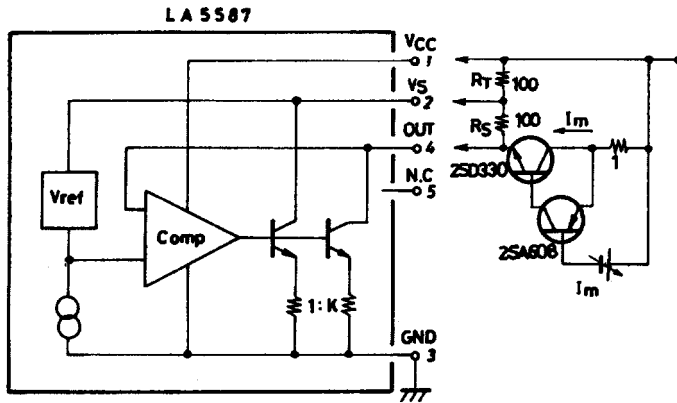 LA5587
VCC
1
RT
100
VS
2
RS
100
Im
OUT
4
1
2SD330
N.C
5
Vref
Comp
2SA608
1:K
Im
GND
3